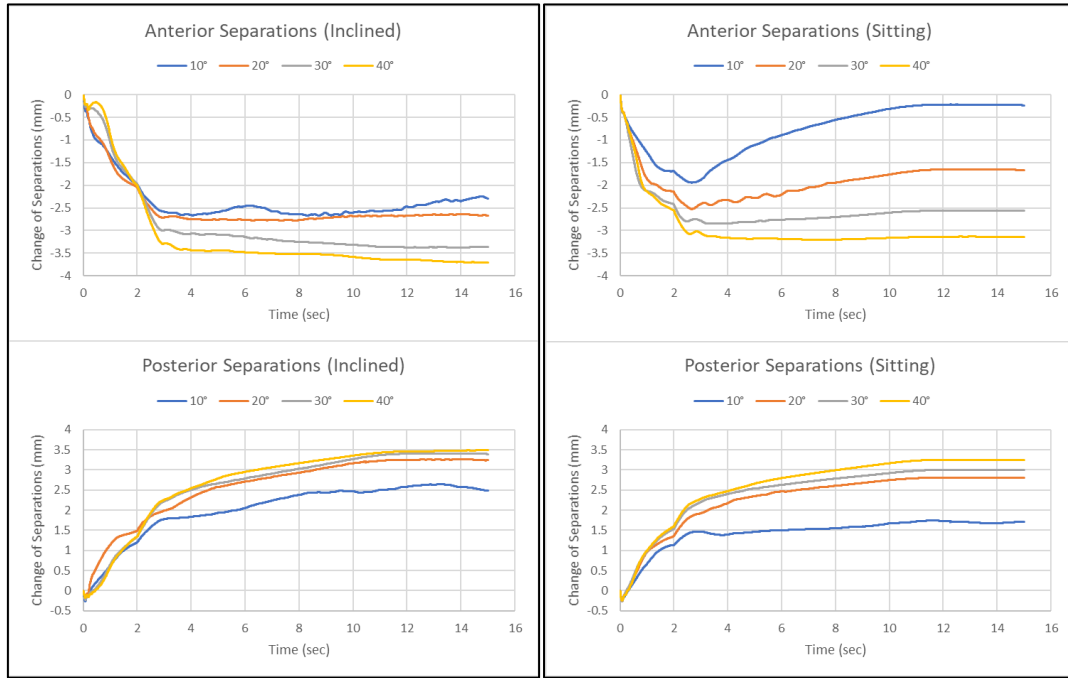 Anterior Separations (Inclined)
10° 20° 30° 40°
Change of Separations (mm)
0
-0.5
-1
-1.5
-2
-2.5
-3
-3.5
-4
0 2 4 6 8 10 12 14 16
Time (sec)
Anterior Separations (Sitting)
10° 20° 30° 40°
Change of Separations (mm)
0
-0.5
-1
-1.5
-2
-2.5
-3
-3.5
-4
0 2 4 6 8 10 12 14 16
Time (sec)
Posterior Separations (Inclined)
10° 20° 30° 40°
Change of Separations (mm)
4
3.5
3
2.5
2
1.5
1
0.5
0
-0.5
0 2 4 6 8 10 12 14 16
Time (sec)
Posterior Separations (Sitting)
10° 20° 30° 40°
Change of Separations (mm)
4
3.5
3
2.5
2
1.5
1
0.5
0
-0.5
0 2 4 6 8 10 12 14 16
Time (sec)